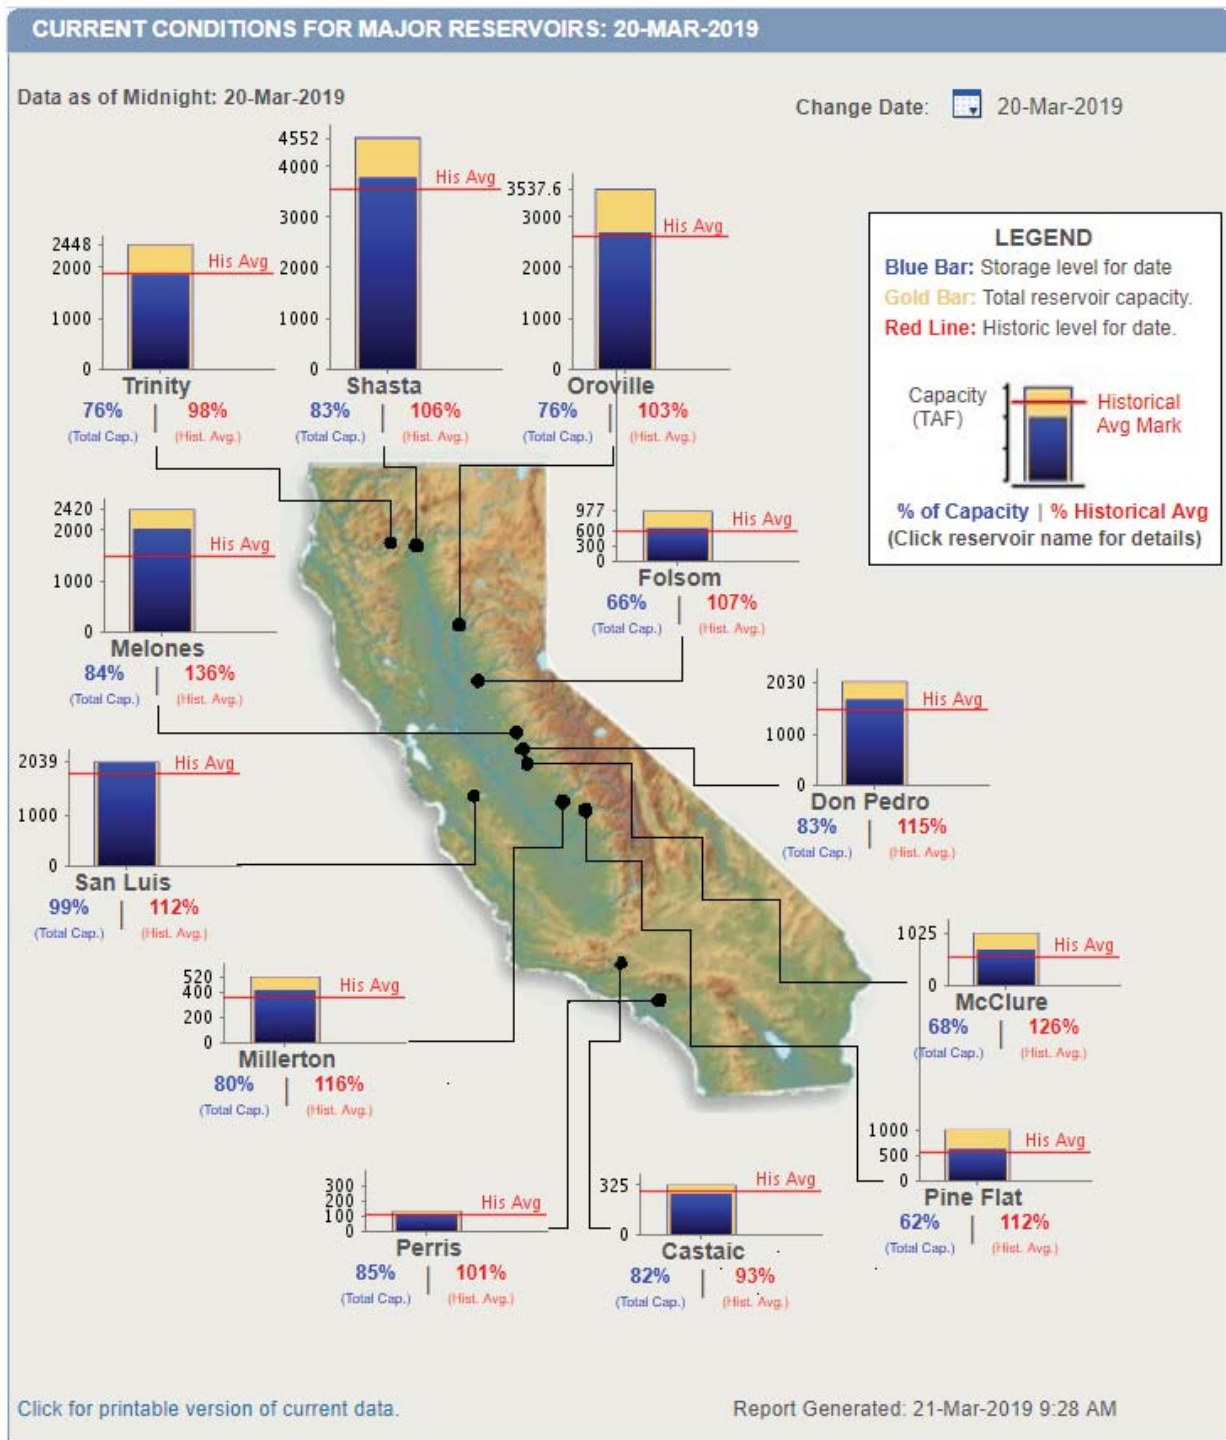 CURRENT CONDITIONS FOR MAJOR RESERVOIRS: 20-MAR-2019
Data as of Midnight: 20-Mar-2019
Change Date: 20-Mar-2019
4552
4000
3000
2000
1000
0
His Avg
Shasta
83% | 106%
(Total Cap.) (Hist. Avg.)
3537.6
3000
2000
1000
0
His Avg
Oroville
76% | 103%
(Total Cap.) (Hist. Avg.)
2448
2000
1000
0
His Avg
Trinity
76% | 98%
(Total Cap.) (Hist. Avg.)
LEGEND
Blue Bar: Storage level for date
Gold Bar: Total reservoir capacity.
Red Line: Historic level for date.
Capacity
(TAF)
Historical
Avg Mark
% of Capacity | % Historical Avg
(Click reservoir name for details)
2420
2000
1000
0
His Avg
Melones
84% | 136%
(Total Cap.) (Hist. Avg.)
977
600
300
0
His Avg
Folsom
66% | 107%
(Total Cap.) (Hist. Avg.)
2030
1000
0
His Avg
Don Pedro
83% | 115%
(Total Cap.) (Hist. Avg.)
2039
1000
0
His Avg
San Luis
99% | 112%
(Total Cap.) (Hist. Avg.)
1025
0
His Avg
McClure
68% | 126%
(Total Cap.) (Hist. Avg.)
520
400
200
0
His Avg
Millerton
80% | 116%
(Total Cap.) (Hist. Avg.)
1000
500
0
His Avg
Pine Flat
62% | 112%
(Total Cap.) (Hist. Avg.)
300
200
100
0
His Avg
Perris
85% | 101%
(Total Cap.) (Hist. Avg.)
325
0
His Avg
Castaic
82% | 93%
(Total Cap.) (Hist. Avg.)
Click for printable version of current data.
Report Generated: 21-Mar-2019 9:28 AM